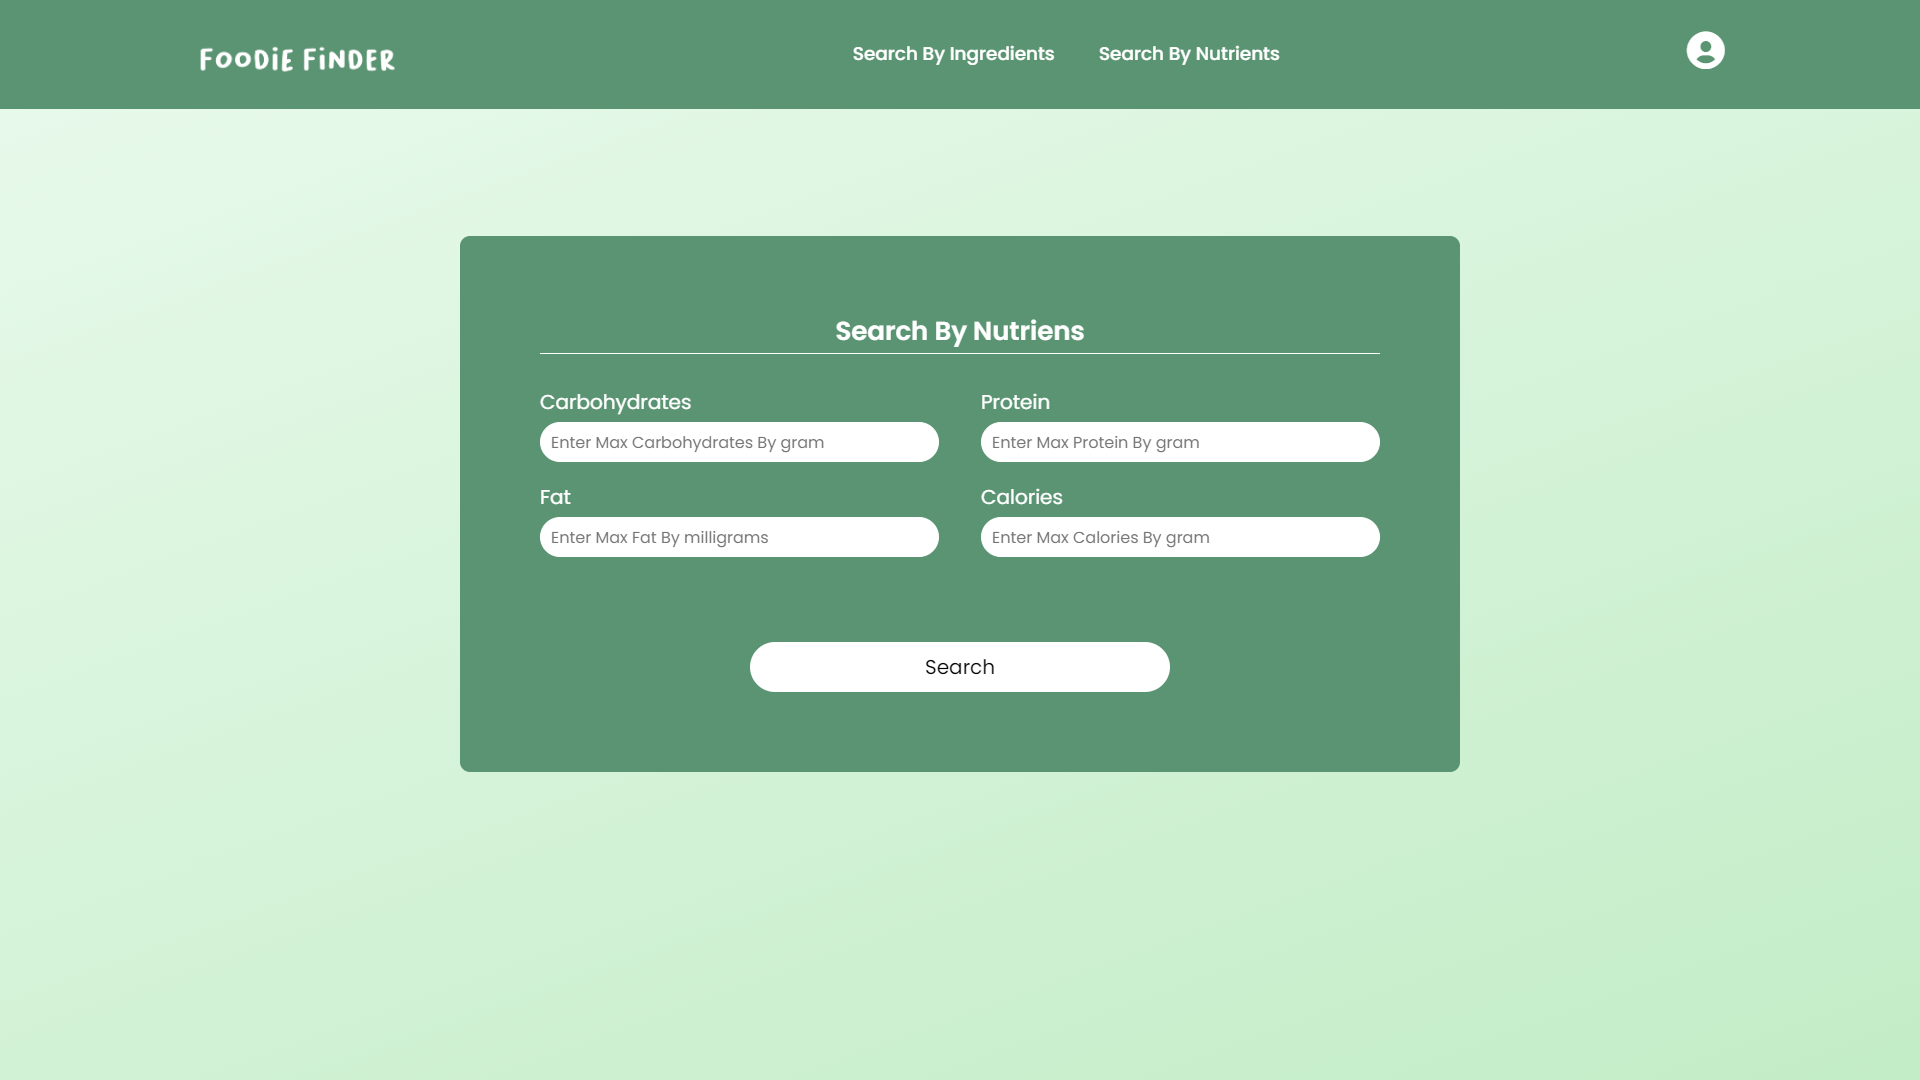 FOODiE FiNDER
Search By Ingredients
Search By Nutrients
Search By Nutriens
Carbohydrates
Enter Max Carbohydrates By gram
Protein
Enter Max Protein By gram
Fat
Enter Max Fat By milligrams
Calories
Enter Max Calories By gram
Search